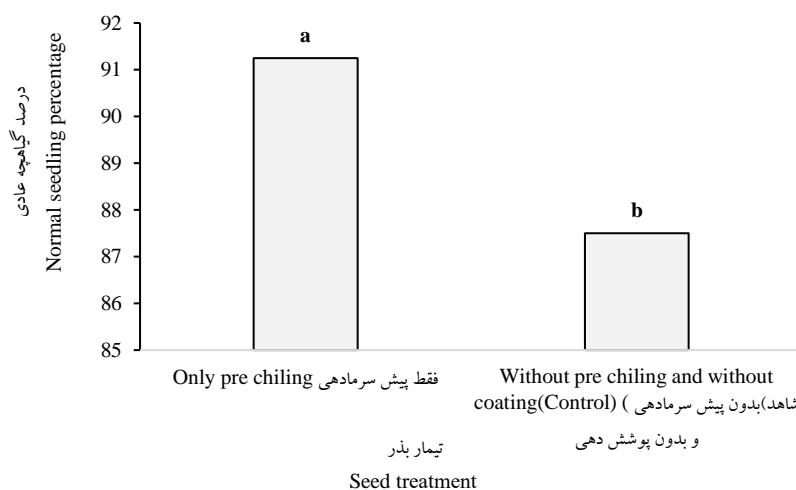 92
91
90
89
88
87
86
85
a
b
درصد گیاهچه عادی
Normal seedling percentage
Only pre chiling فقط پیش سرمادهی
Without pre chiling and without
coating(Control) ( شاهد)بدون پیش سرمادهی
و بدون پوشش دهی
تیمار بذر
Seed treatment